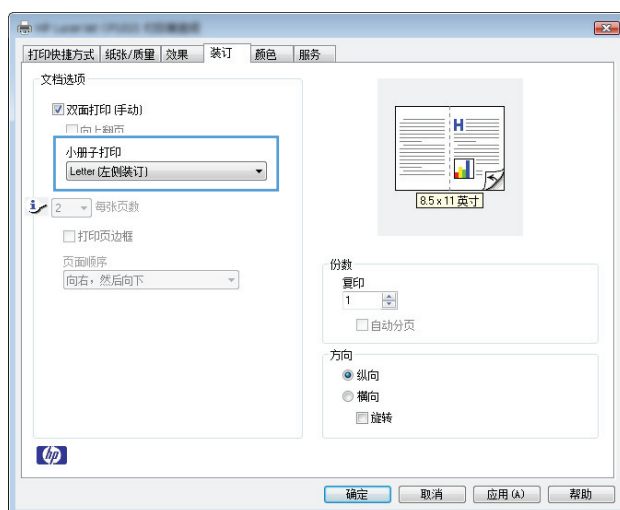 打印快捷方式 纸张/质量 效果 装订 颜色 服务
文档选项
双面打印 (手动)
向上翻页
小册子打印
Letter (左侧装订)
2 每张页数
打印页边框
页面顺序
向右，然后向下
H
8.5 x 11 英寸
份数
复印
1
自动分页
方向
纵向
横向
旋转
hp
确定 取消 应用 (A) 帮助